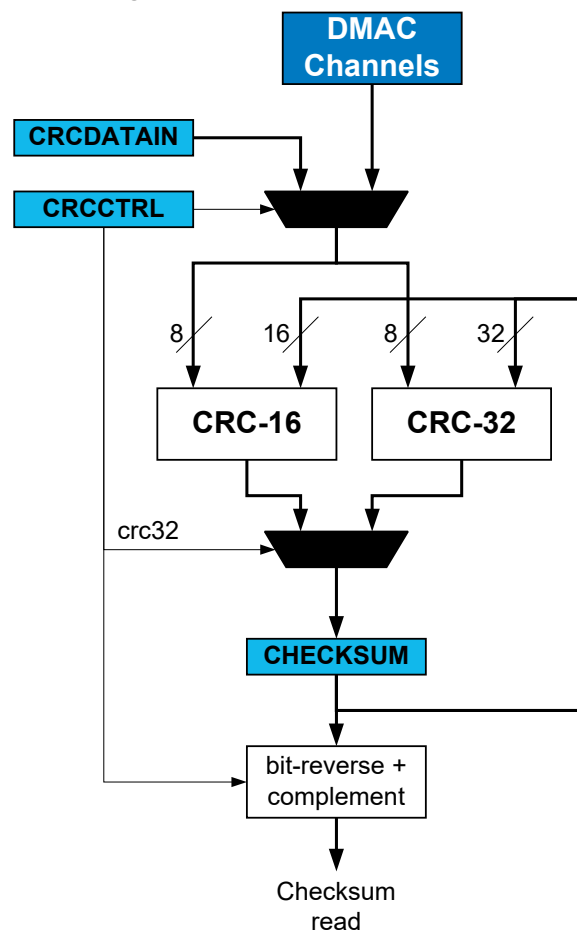 DMAC
Channels
CRCDATAIN
CRCCTRL
8
16
8
32
CRC-16
CRC-32
crc32
CHECKSUM
bit-reverse +
complement
Checksum
read